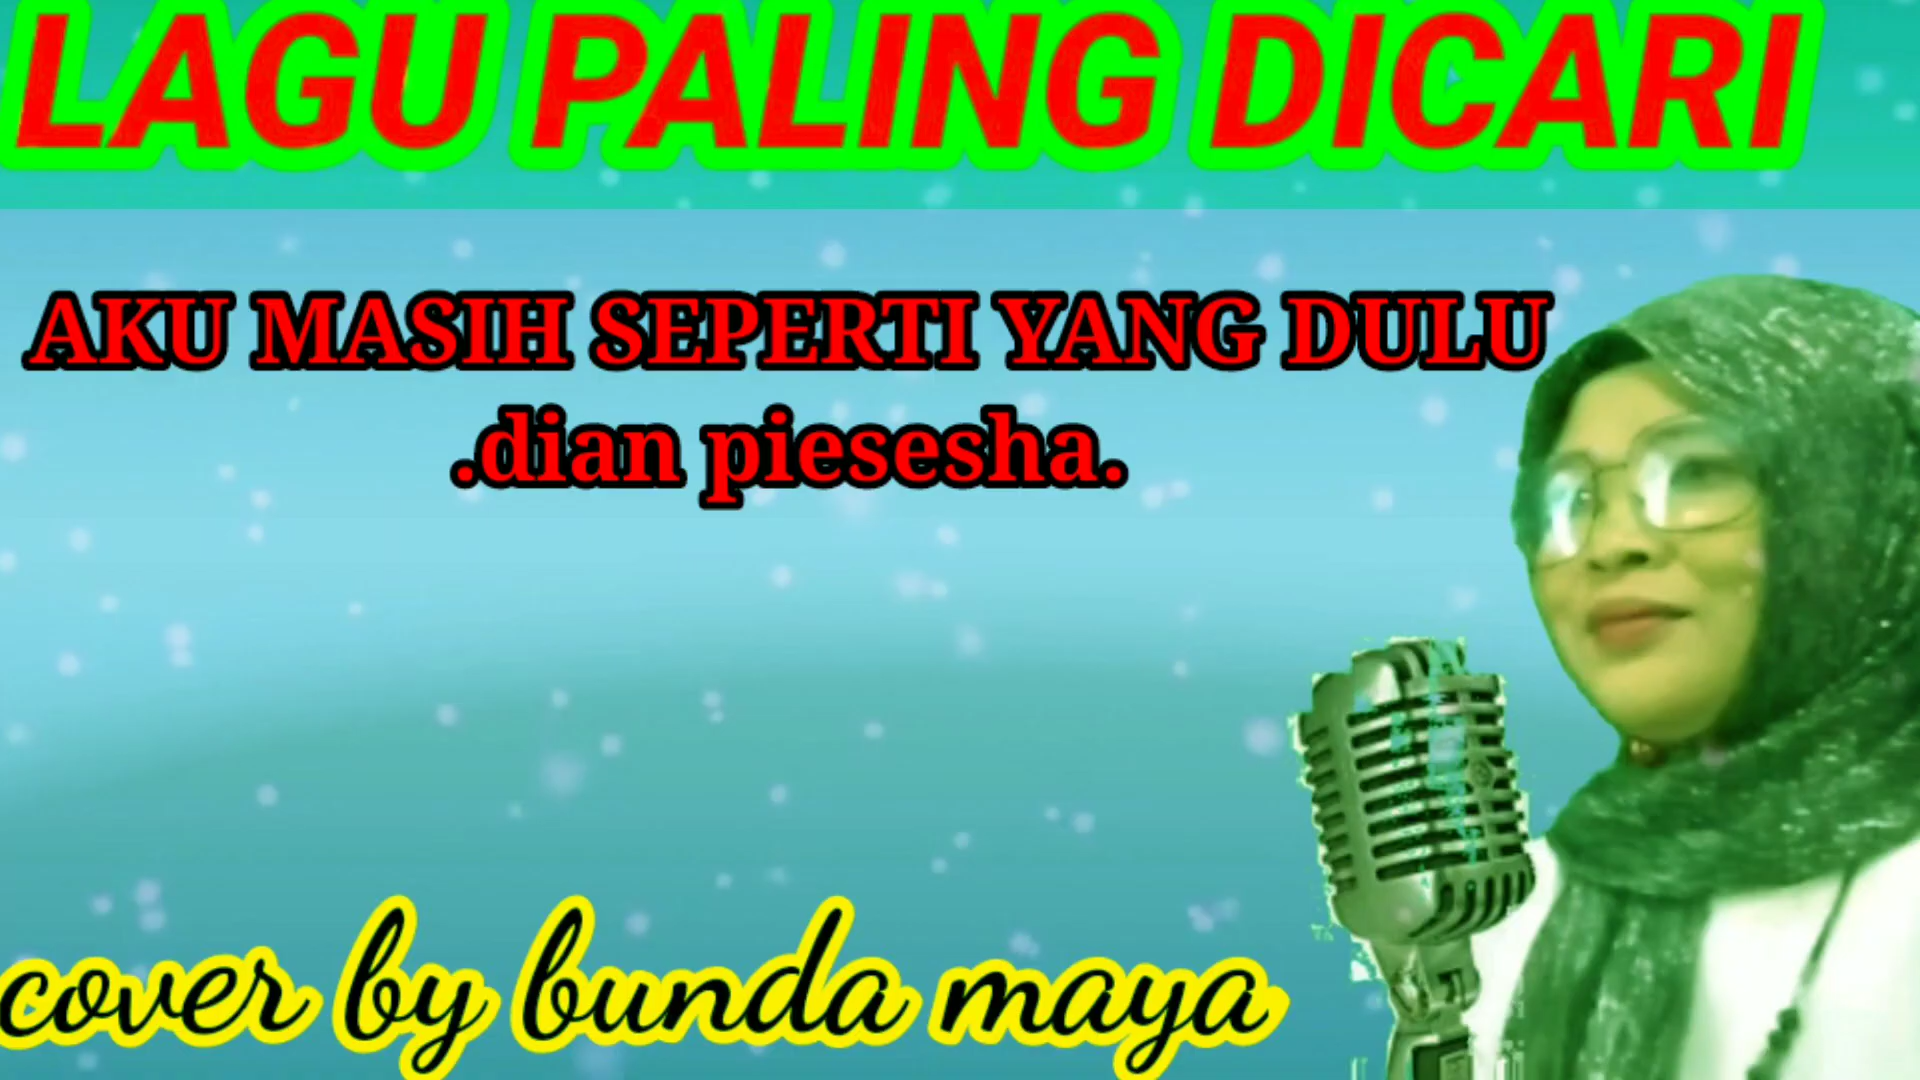 LAGU PALING DICARI
AKU MASIH SEPERTI YANG DULU
.dian piesesha.
cover by bunda maya